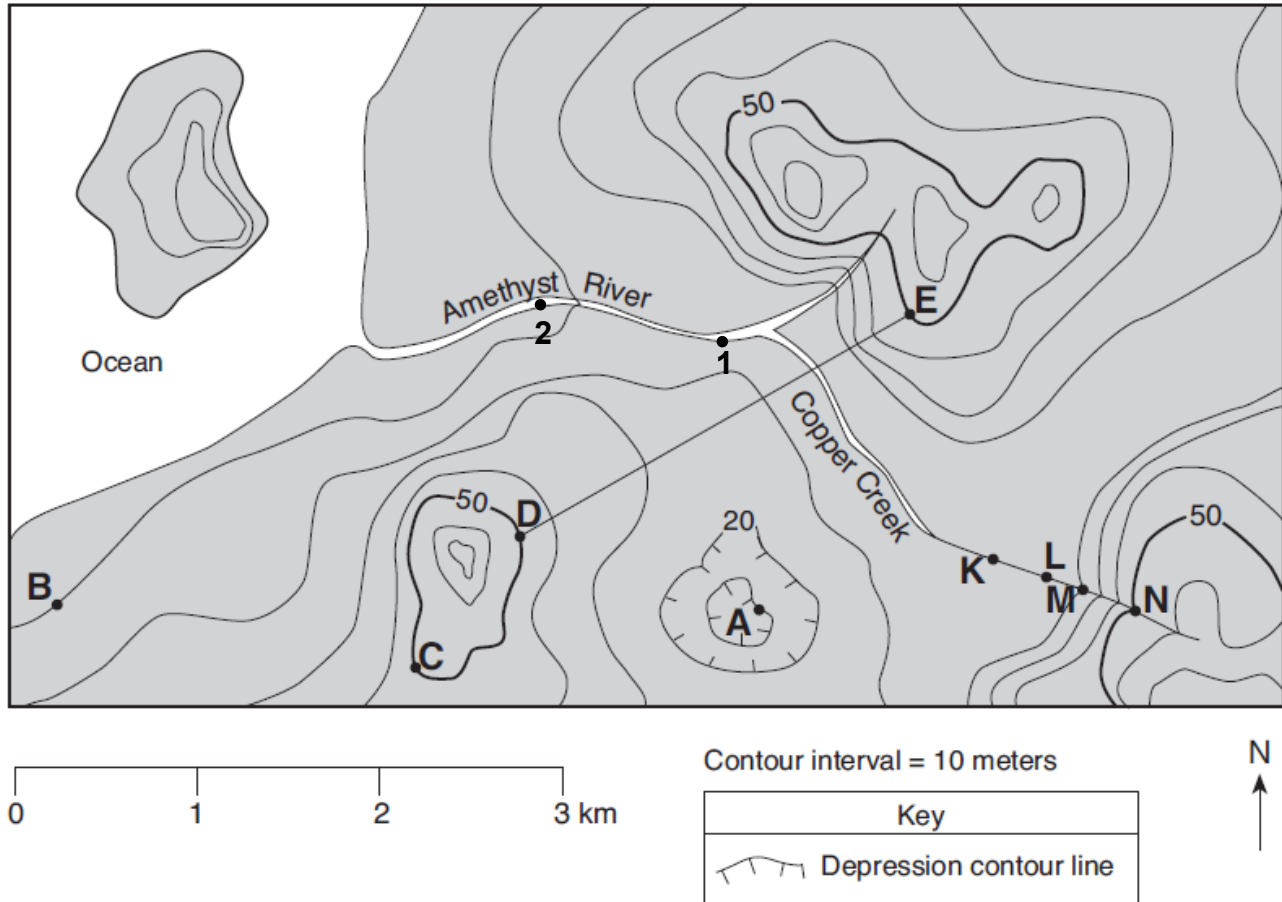 50
Amethyst River
2
1
E
Ocean
Copper Creek
50
D
20
50
B
K
L
M
N
A
C
0 1 2 3 km
Contour interval = 10 meters
N
Key
Depression contour line